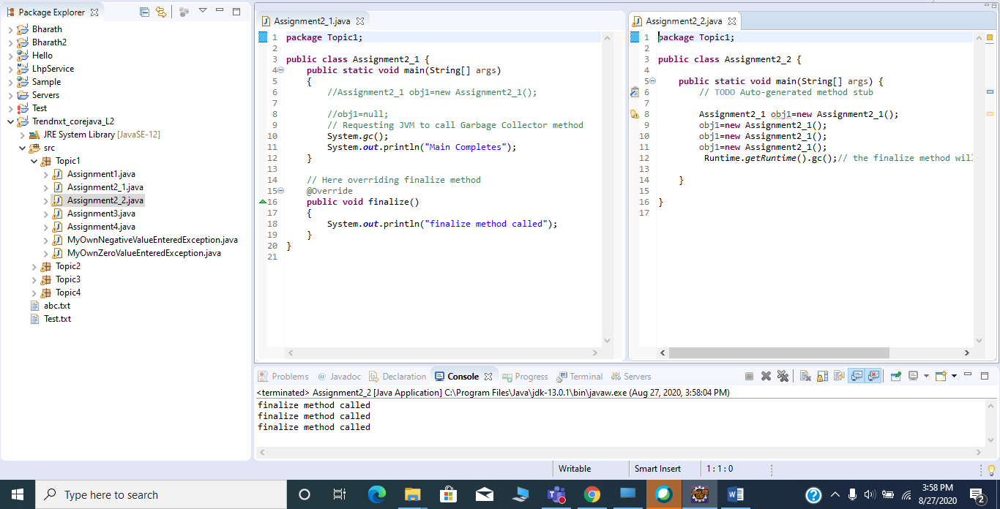 Package Explorer
Bharath
Bharath2
Hello
LhpService
Sample
Servers
Test
Trendnxt_corejava_L2
JRE System Library [JavaSE-12]
src
Topic1
Assignment1.java
Assignment2_1.java
Assignment2_2.java
Assignment3.java
Assignment4.java
MyOwnNegativeValueEnteredException.java
MyOwnZeroValueEnteredException.java
Topic2
Topic3
Topic4
abc.txt
Test.txt
Assignment2_1.java
1 package Topic1;
2
3 public class Assignment2_1 {
4 public static void main(String[] args)
5 {
6 //Assignment2_1 obj1=new Assignment2_1();
7
8 //obj1=null;
9 // Requesting JVM to call Garbage Collector method
10 System.gc();
11 System.out.println("Main Completes");
12 }
13
14 // Here overriding finalize method
15 @Override
16 public void finalize()
17 {
18 System.out.println("finalize method called");
19 }
20 }
21
Assignment2_2.java
1 package Topic1;
2
3 public class Assignment2_2 {
4
5 public static void main(String[] args) {
6 // TODO Auto-generated method stub
7
8 Assignment2_1 obj1=new Assignment2_1();
9 obj1=new Assignment2_1();
10 obj1=new Assignment2_1();
11 obj1=new Assignment2_1();
12 Runtime.getRuntime().gc();// the finalize method will
13
14 }
15
16 }
17
Problems @ Javadoc Declaration Console Progress Terminal Servers
<terminated> Assignment2_2 [Java Application] C:\Program Files\Java\jdk-13.0.1\bin\javaw.exe (Aug 27, 2020, 3:58:04 PM)
finalize method called
finalize method called
finalize method called
Writable Smart Insert 1 : 1 : 0
Type here to search
3:58 PM
8/27/2020
2